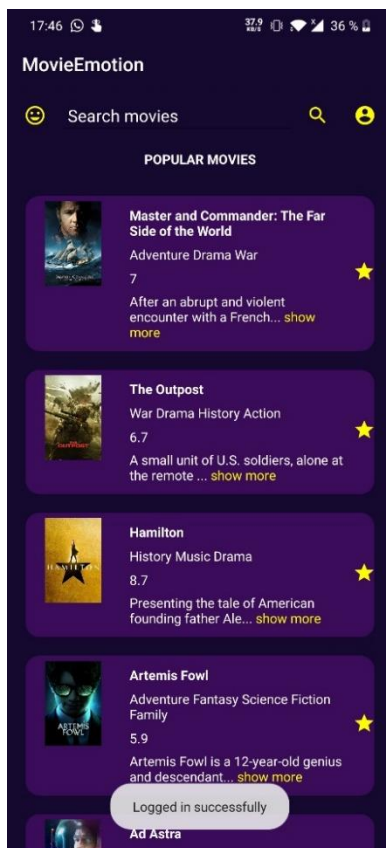 17:46 37.9 KB/S 36 %
MovieEmotion
Search movies
POPULAR MOVIES
Master and Commander: The Far
Side of the World
Adventure Drama War
7
After an abrupt and violent
encounter with a French... show
more
The Outpost
War Drama History Action
6.7
A small unit of U.S. soldiers, alone at
the remote ... show more
HAMILTON
Hamilton
History Music Drama
8.7
Presenting the tale of American
founding father Ale... show more
ARTEMIS
FOWL
Artemis Fowl
Adventure Fantasy Science Fiction
Family
5.9
Artemis Fowl is a 12-year-old genius
and descendant... show more
Logged in successfully
Ad Astra